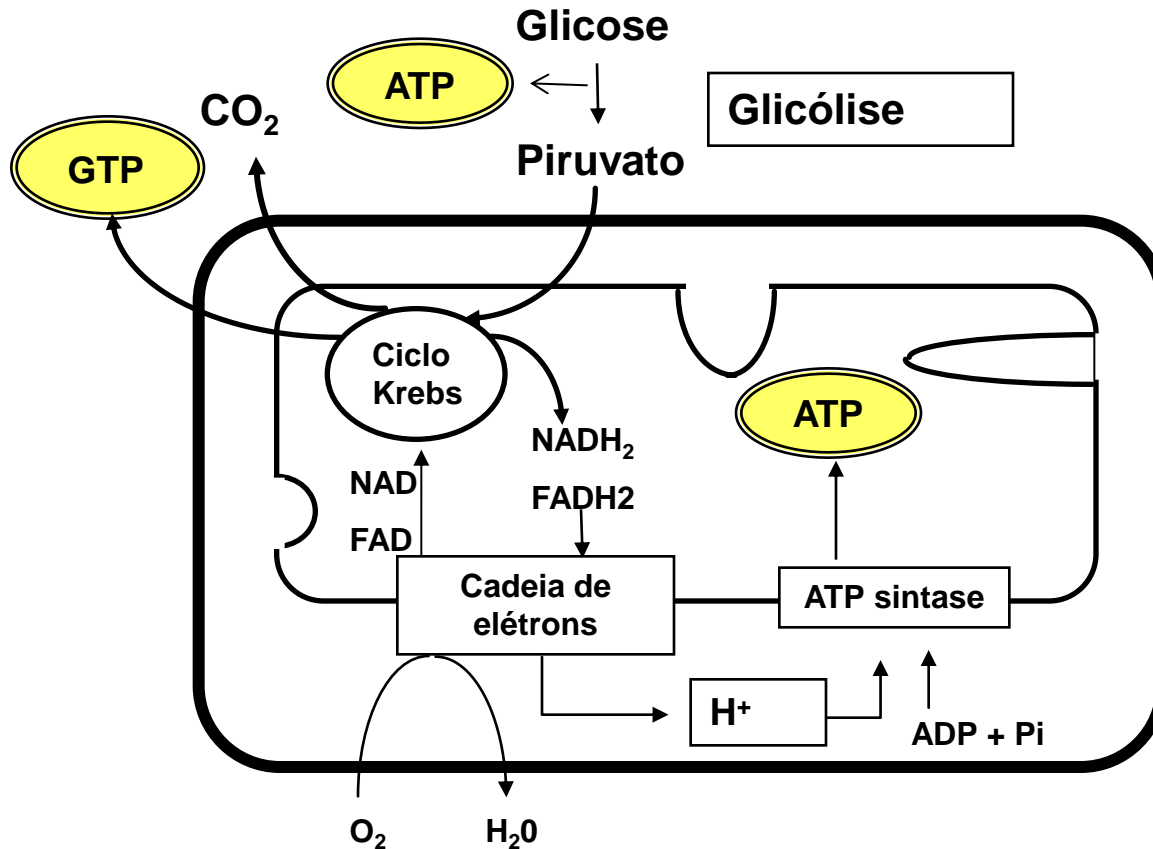 Glicose
ATP
Glicólise
CO₂
GTP
Piruvato
Ciclo
Krebs
ATP
NADH₂
NAD
FADH2
FAD
Cadeia de
elétrons
ATP sintase
H⁺
ADP + Pi
O₂
H₂0